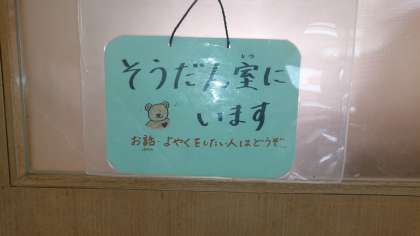 そうだん室に
います
お話・よやくをしたい人はどうぞ